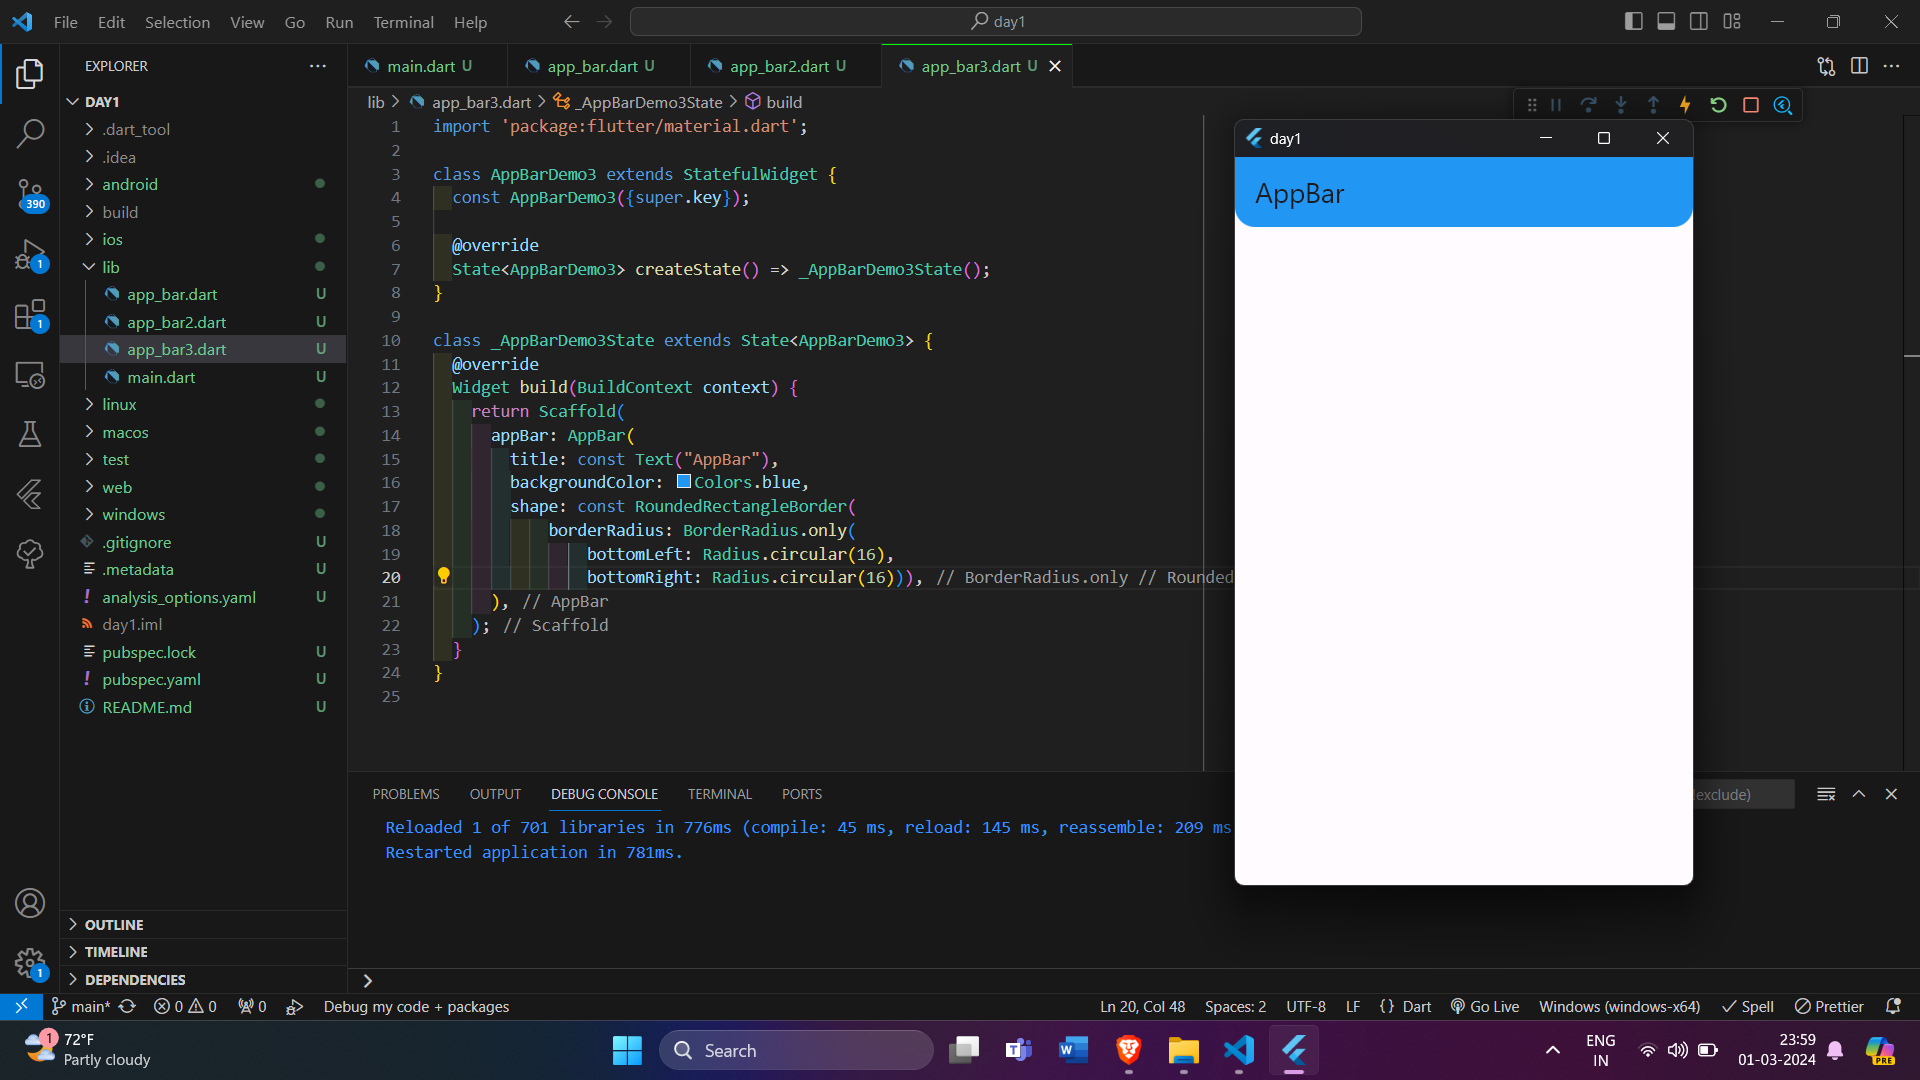 File Edit Selection View Go Run Terminal Help
day1
EXPLORER
DAY1
.dart_tool
.idea
android
build
ios
lib
app_bar.dart U
app_bar2.dart U
app_bar3.dart U
main.dart U
linux
macos
test
web
windows
.gitignore U
.metadata U
analysis_options.yaml U
day1.iml
pubspec.lock U
pubspec.yaml U
README.md U
OUTLINE
TIMELINE
DEPENDENCIES
390
1
1
1
main.dart U
app_bar.dart U
app_bar2.dart U
app_bar3.dart U
lib > app_bar3.dart > _AppBarDemo3State > build
1 import 'package:flutter/material.dart';
2
3 class AppBarDemo3 extends StatefulWidget {
4 const AppBarDemo3({super.key});
5
6 @override
7 State<AppBarDemo3> createState() => _AppBarDemo3State();
8 }
9
10 class _AppBarDemo3State extends State<AppBarDemo3> {
11 @override
12 Widget build(BuildContext context) {
13 return Scaffold(
14 appBar: AppBar(
15 title: const Text("AppBar"),
16 backgroundColor: Colors.blue,
17 shape: const RoundedRectangleBorder(
18 borderRadius: BorderRadius.only(
19 bottomLeft: Radius.circular(16),
20 bottomRight: Radius.circular(16))), // BorderRadius.only // Rounded
21 ), // AppBar
22 ); // Scaffold
23 }
24 }
25
day1
AppBar
PROBLEMS OUTPUT DEBUG CONSOLE TERMINAL PORTS
exclude)
Reloaded 1 of 701 libraries in 776ms (compile: 45 ms, reload: 145 ms, reassemble: 209 ms
Restarted application in 781ms.
main* 0 0 0 Debug my code + packages
Ln 20, Col 48 Spaces: 2 UTF-8 LF {} Dart Go Live Windows (windows-x64) Spell Prettier
1
72°F
Partly cloudy
Search
ENG
IN
23:59
01-03-2024
PRE